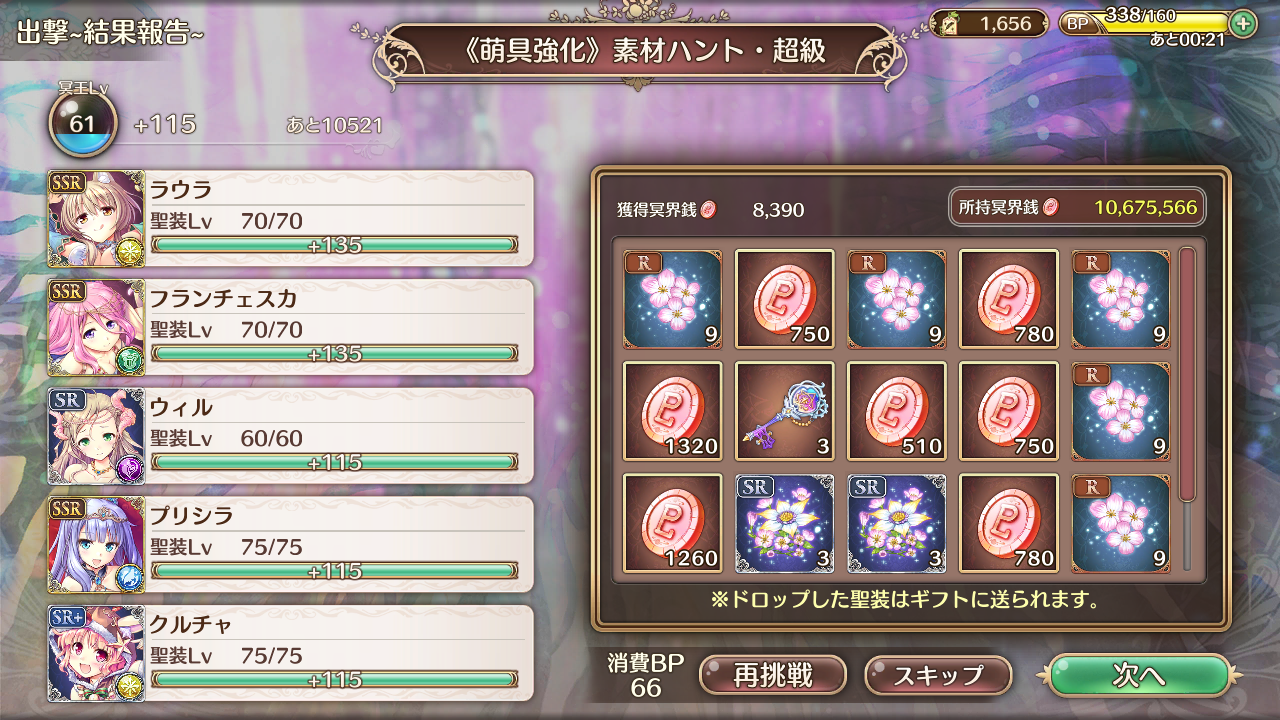 出撃~結果報告~
《萌具強化》素材ハント・超級
1,656
BP 338/160
あと00:21
冥王Lv
61 +115 あと10521
SSR ラウラ
聖装Lv 70/70
+135
SSR フランチェスカ
聖装Lv 70/70
+135
SR ウィル
聖装Lv 60/60
+115
SSR プリシラ
聖装Lv 75/75
+115
SR+ クルチャ
聖装Lv 75/75
+115
獲得冥界銭 8,390 所持冥界銭 10,675,566
R 9 750 R 9 780 R 9
1320 3 510 750 R 9
1260 SR 3 SR 3 780 R 9
※ドロップした聖装はギフトに送られます。
消費BP
66
再挑戦 スキップ 次へ